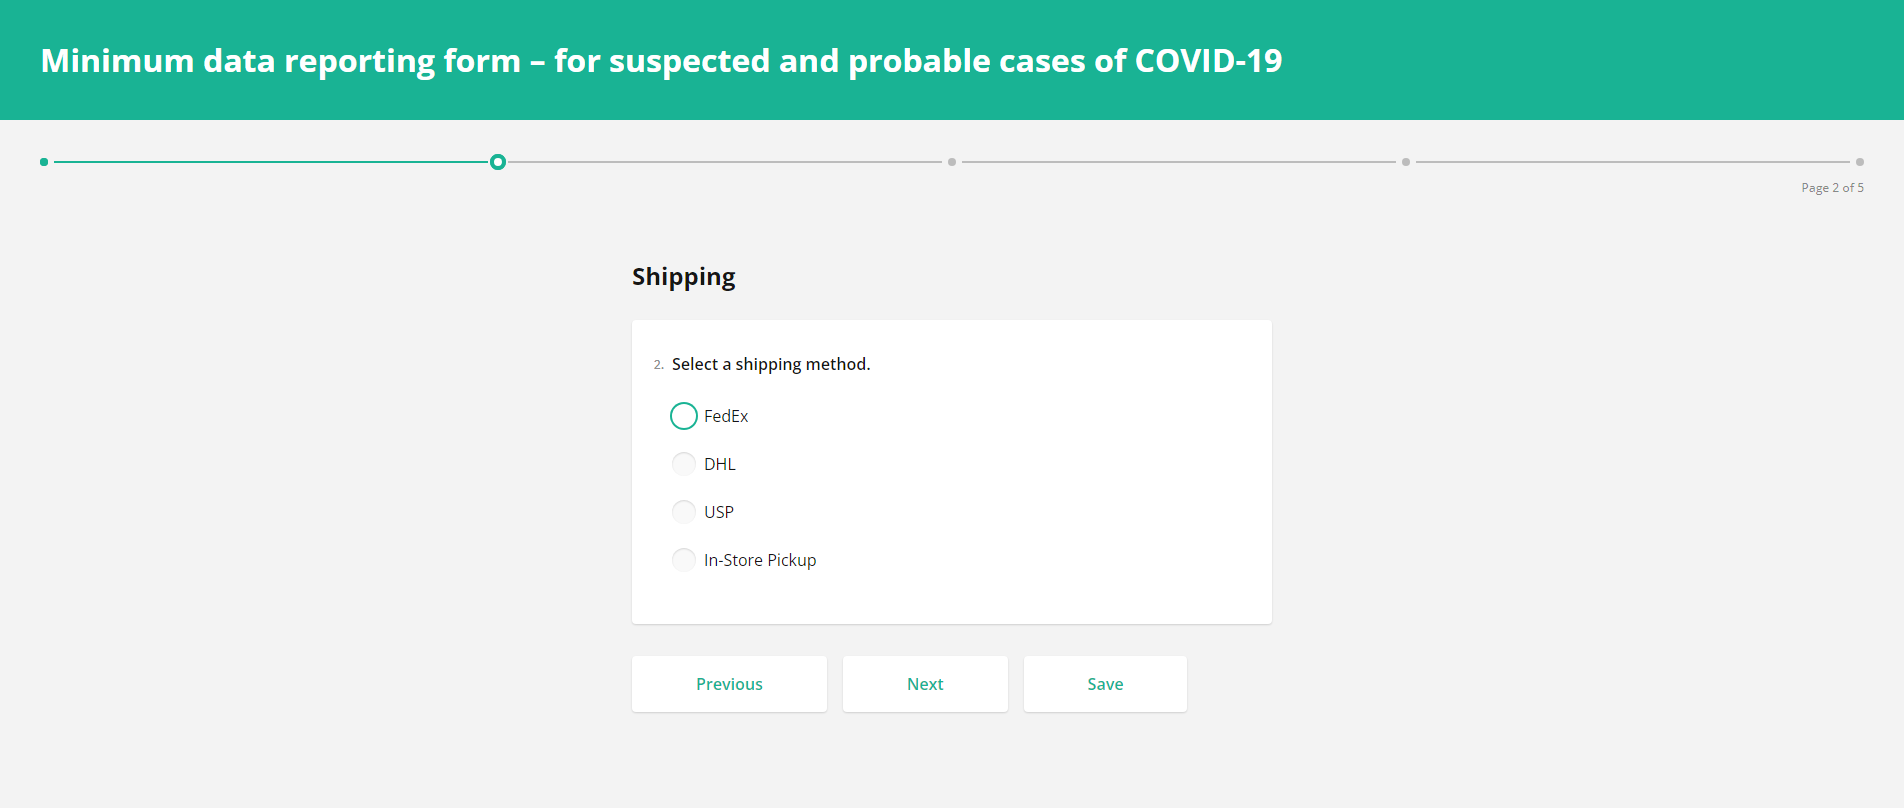 Minimum data reporting form – for suspected and probable cases of COVID-19
Page 2 of 5
Shipping
2. Select a shipping method.
FedEx
DHL
USP
In-Store Pickup
Previous Next Save